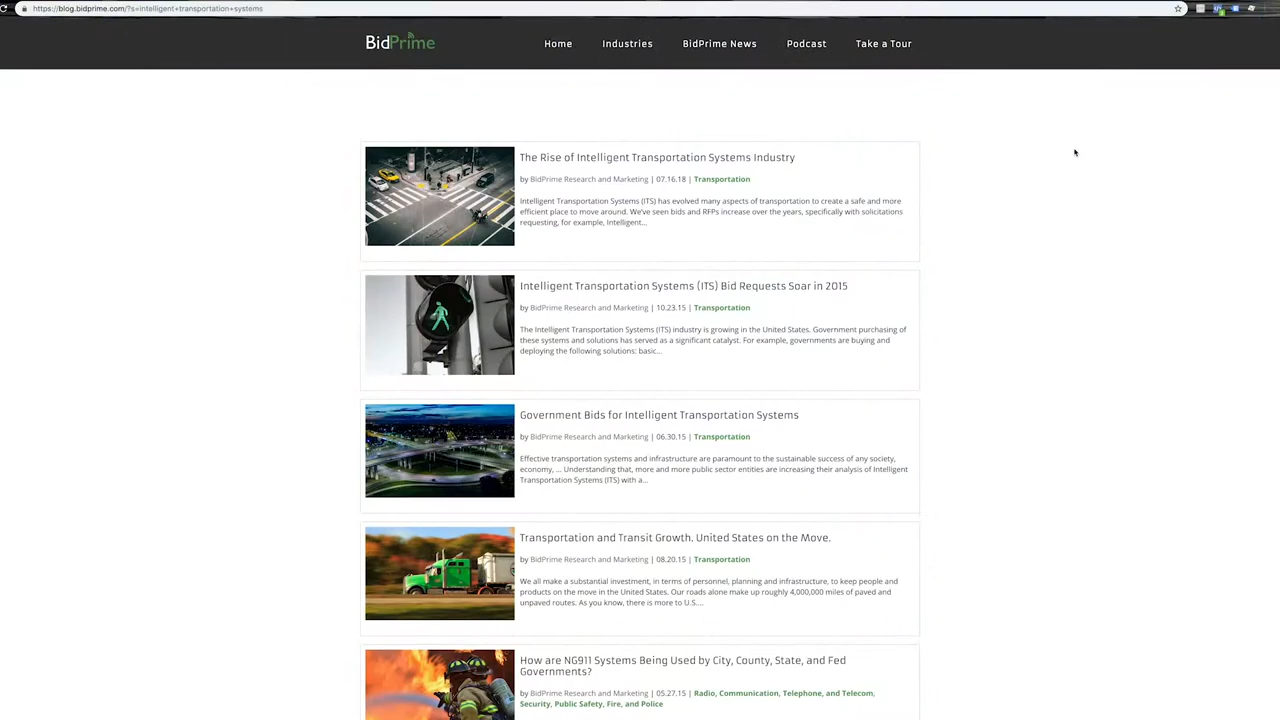 https://blog.bidprime.com/?s=intelligent+transportation+systems
BidPrime
Home
Industries
BidPrime News
Podcast
Take a Tour
The Rise of Intelligent Transportation Systems Industry
by BidPrime Research and Marketing | 07.16.18 | Transportation
Intelligent Transportation Systems (ITS) has evolved many aspects of transportation to create a safe and more
efficient place to move around. We've seen bids and RFPs increase over the years, specifically with solicitations
requesting, for example, Intelligent...
Intelligent Transportation Systems (ITS) Bid Requests Soar in 2015
by BidPrime Research and Marketing | 10.23.15 | Transportation
The Intelligent Transportation Systems (ITS) industry is growing in the United States. Government purchasing of
these systems and solutions has served as a significant catalyst. For example, governments are buying and
deploying the following solutions: basic...
Government Bids for Intelligent Transportation Systems
by BidPrime Research and Marketing | 06.30.15 | Transportation
Effective transportation systems and infrastructure are paramount to the sustainable success of any society,
economy, ... Understanding that, more and more public sector entities are increasing their analysis of Intelligent
Transportation Systems (ITS) with a...
Transportation and Transit Growth. United States on the Move.
by BidPrime Research and Marketing | 08.20.15 | Transportation
We all make a substantial investment, in terms of personnel, planning and infrastructure, to keep people and
products on the move in the United States. Our roads alone make up roughly 4,000,000 miles of paved and
unpaved routes. As you know, there is more to U.S....
How are NG911 Systems Being Used by City, County, State, and Fed
Governments?
by BidPrime Research and Marketing | 05.27.15 | Radio, Communication, Telephone, and Telecom,
Security, Public Safety, Fire, and Police